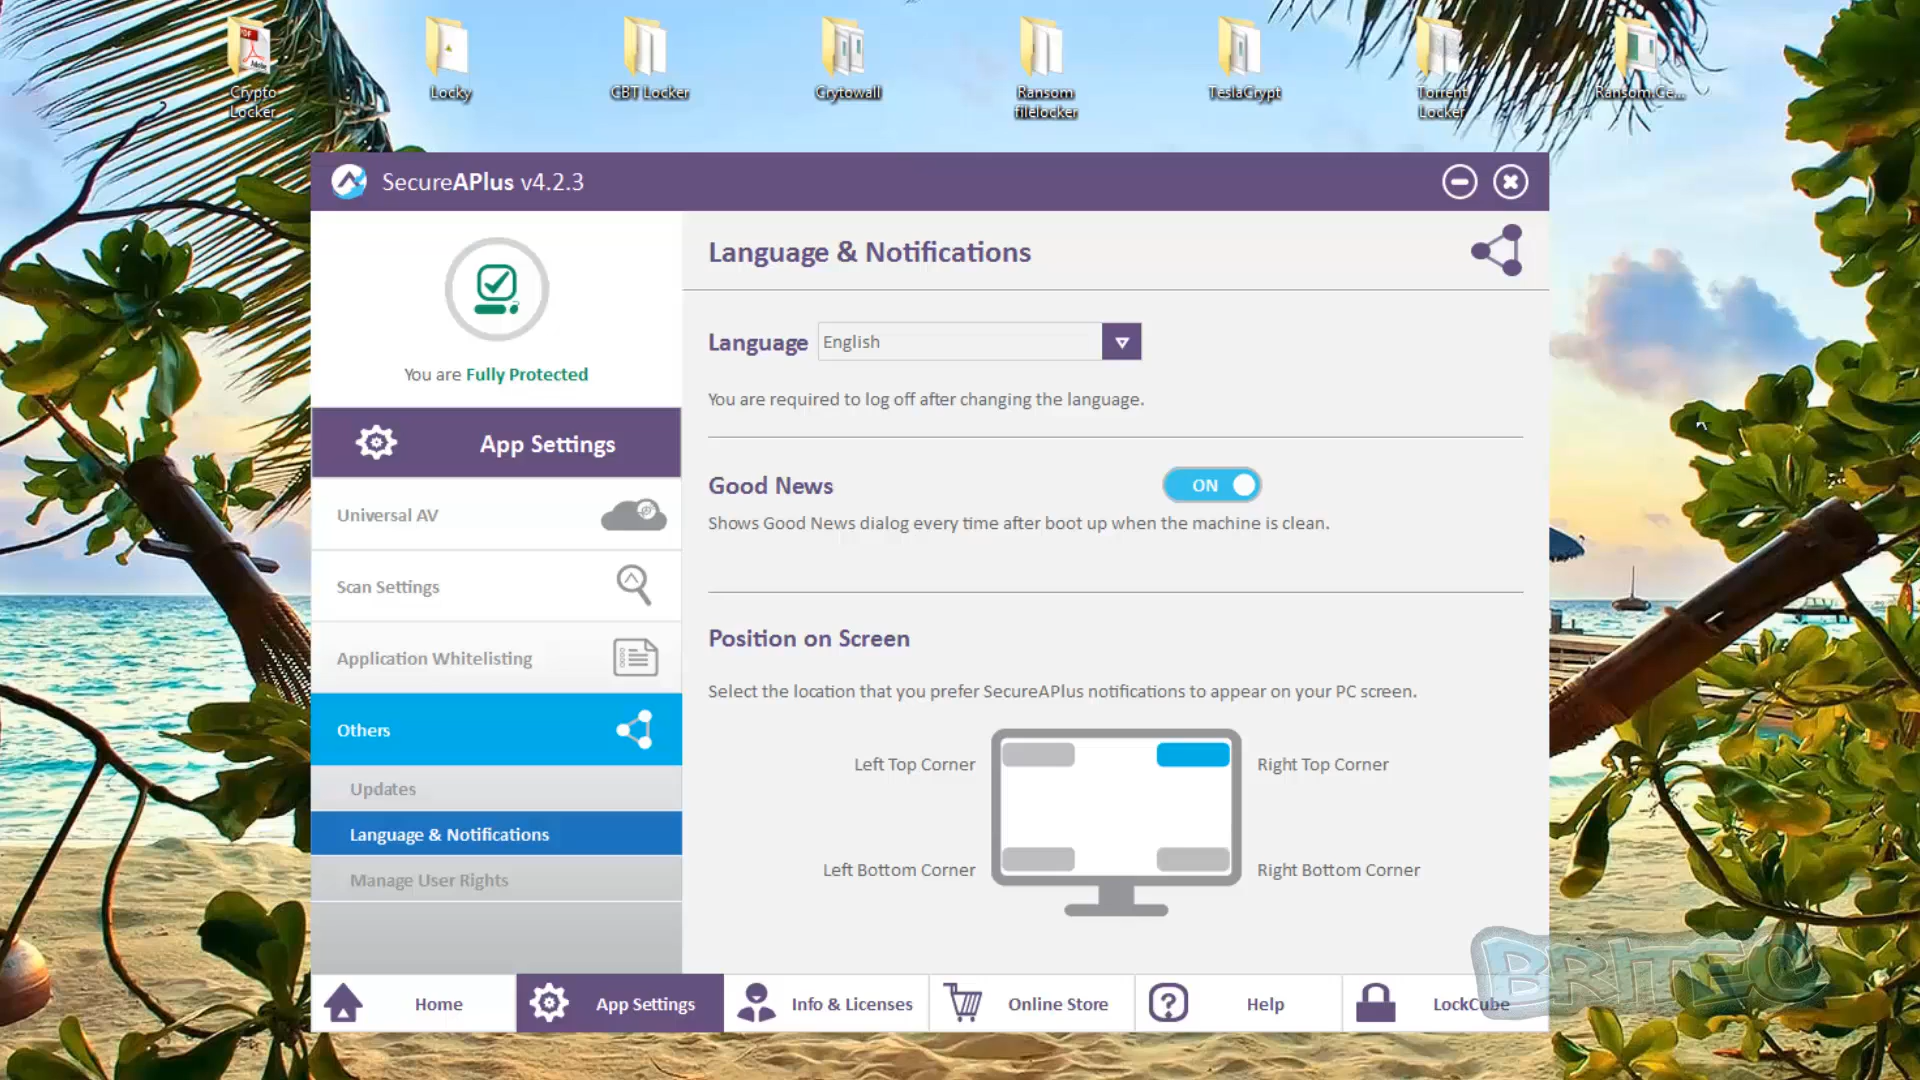 Crypto
Locker
Locky
CBT Locker
Crytowall
Ransom
filelocker
TeslaCrypt
Torrent
Locker
Ransom.Ce...
SecureAPlus v4.2.3
You are Fully Protected
App Settings
Universal AV
Scan Settings
Application Whitelisting
Others
Updates
Language & Notifications
Manage User Rights
Language & Notifications
Language English
You are required to log off after changing the language.
Good News ON
Shows Good News dialog every time after boot up when the machine is clean.
Position on Screen
Select the location that you prefer SecureAPlus notifications to appear on your PC screen.
Left Top Corner
Right Top Corner
Left Bottom Corner
Right Bottom Corner
Home
App Settings
Info & Licenses
Online Store
Help
LockCube
BRITEC